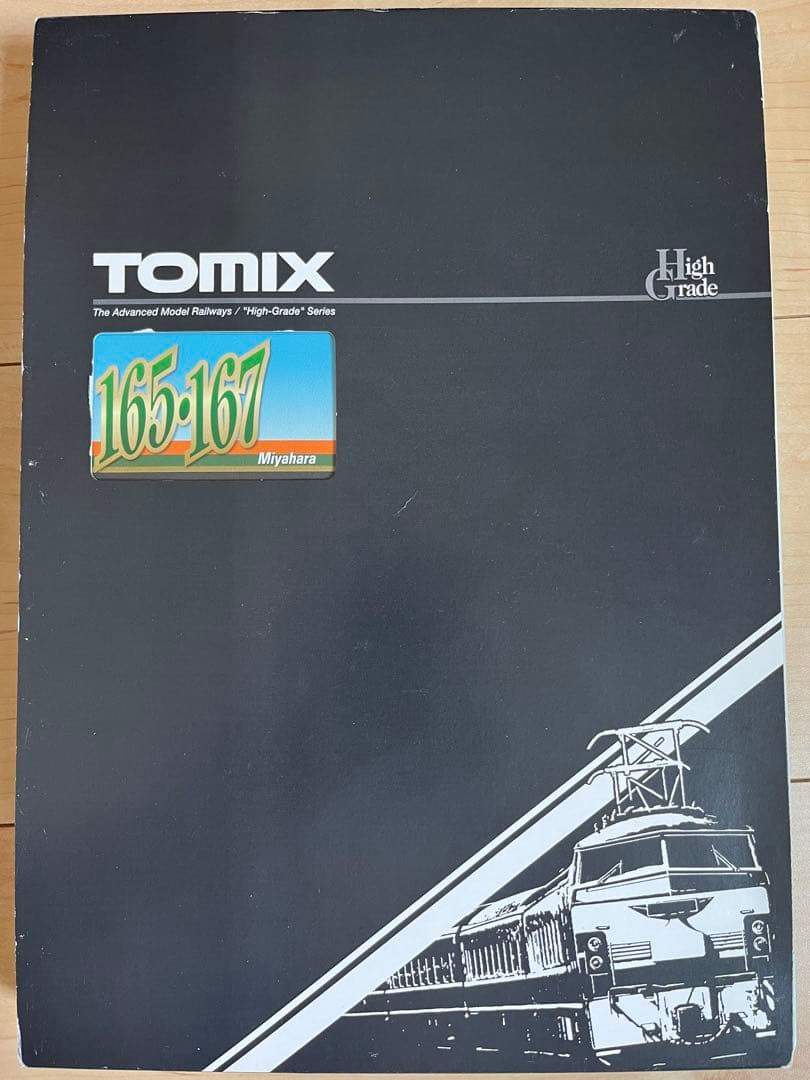 TOMIX
High
Grade
The Advanced Model Railways / "High-Grade" Series
165・167
Miyahara